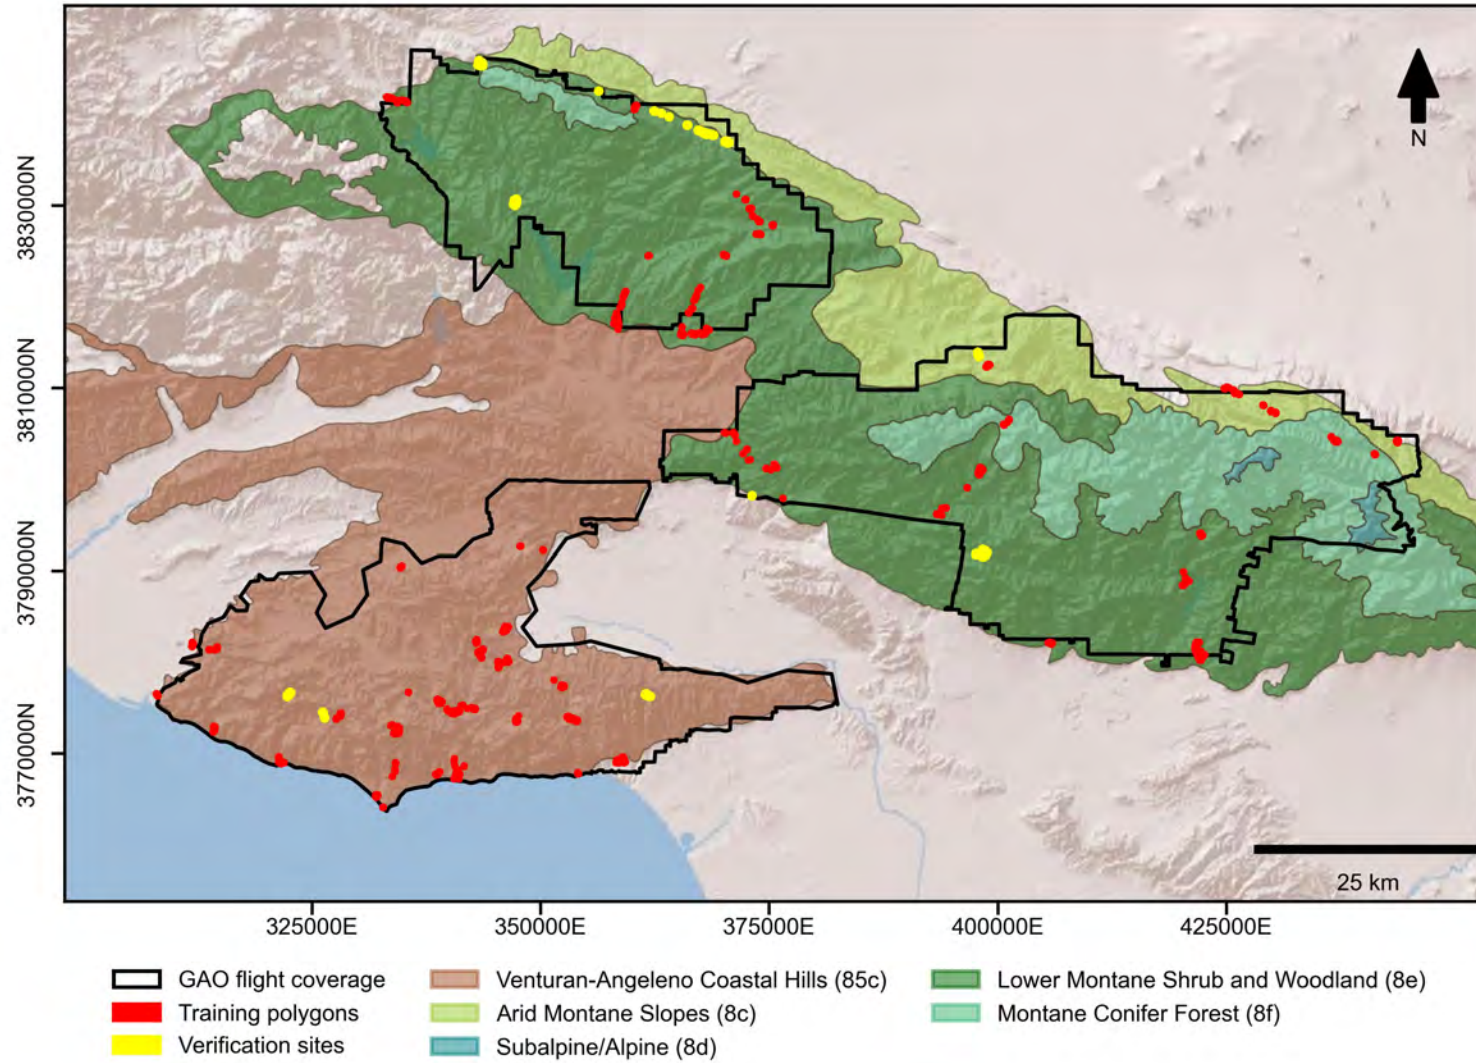 N
3830000N
3810000N
3790000N
3770000N
25 km
325000E
350000E
375000E
400000E
425000E
GAO flight coverage
Venturan-Angeleno Coastal Hills (85c)
Lower Montane Shrub and Woodland (8e)
Training polygons
Arid Montane Slopes (8c)
Montane Conifer Forest (8f)
Verification sites
Subalpine/Alpine (8d)